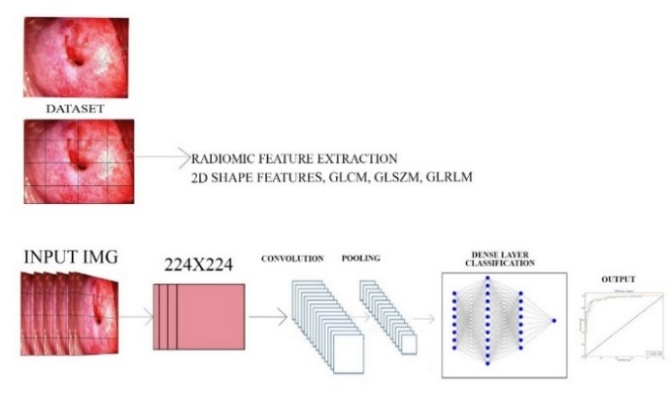 DATASET
RADIOMIC FEATURE EXTRACTION
2D SHAPE FEATURES, GLCM, GLSZM, GLRLM
INPUT IMG
224X224
CONVOLUTION
POOLING
DENSE LAYER
CLASSIFICATION
OUTPUT